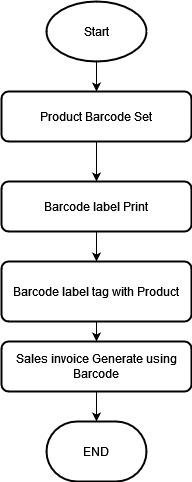 Start
Product Barcode Set
Barcode label Print
Barcode label tag with Product
Sales invoice Generate using
Barcode
END